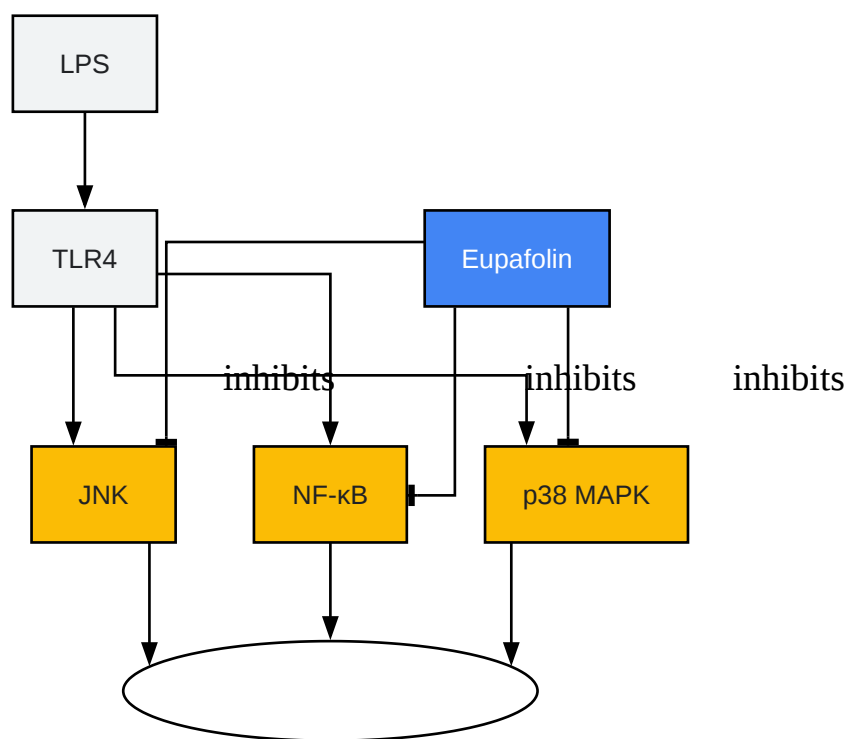 LPS
TLR4
Eupafolin
inhibits
inhibits
inhibits
JNK
NF-κB
p38 MAPK